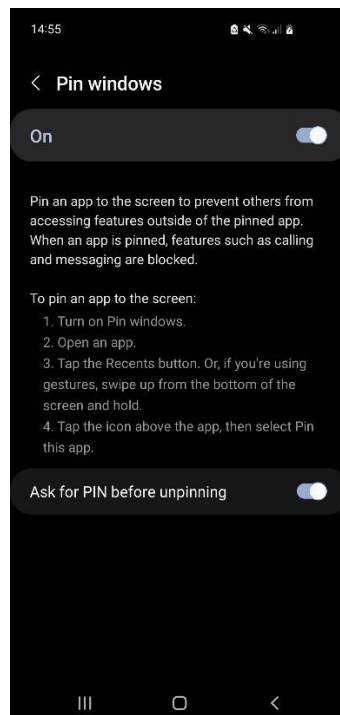 14:55
Pin windows
On
Pin an app to the screen to prevent others from
accessing features outside of the pinned app.
When an app is pinned, features such as calling
and messaging are blocked.
To pin an app to the screen:
1. Turn on Pin windows.
2. Open an app.
3. Tap the Recents button. Or, if you're using
gestures, swipe up from the bottom of the
screen and hold.
4. Tap the icon above the app, then select Pin
this app.
Ask for PIN before unpinning